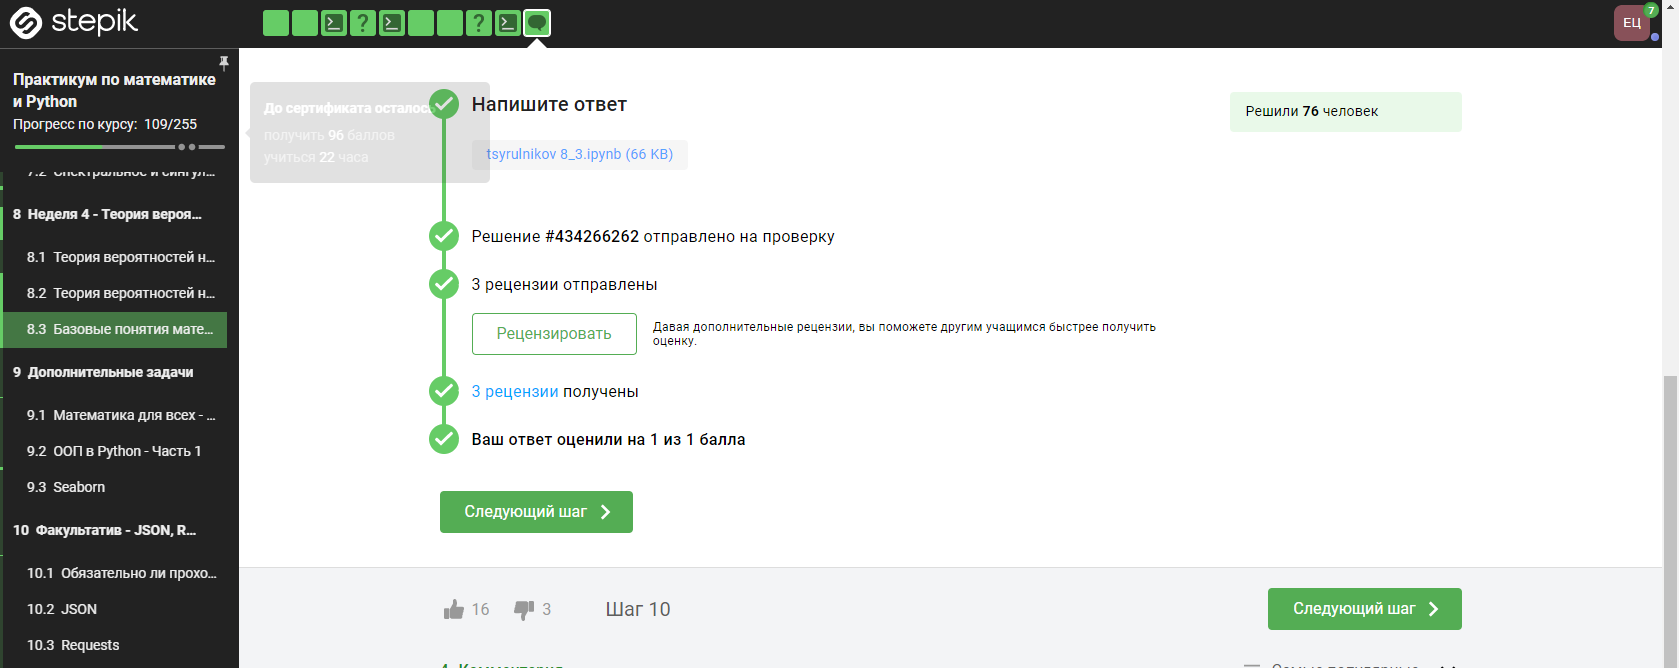 stepik
ЕЦ
7
Практикум по математике
и Python
Прогресс по курсу: 109/255
До сертификата осталось
получить 96 баллов
учиться 22 часа
8 Неделя 4 - Теория вероя...
8.1 Теория вероятностей н...
8.2 Теория вероятностей н...
8.3 Базовые понятия мате...
9 Дополнительные задачи
9.1 Математика для всех - ...
9.2 ООП в Python - Часть 1
9.3 Seaborn
10 Факультатив - JSON, R...
10.1 Обязательно ли прохо...
10.2 JSON
10.3 Requests
Напишите ответ
Решили 76 человек
tsyrulnikov 8_3.ipynb (66 KB)
Решение #434266262 отправлено на проверку
3 рецензии отправлены
Рецензировать
Давая дополнительные рецензии, вы поможете другим учащимся быстрее получить
оценку.
3 рецензии получены
Ваш ответ оценили на 1 из 1 балла
Следующий шаг
16
3
Шаг 10
Следующий шаг